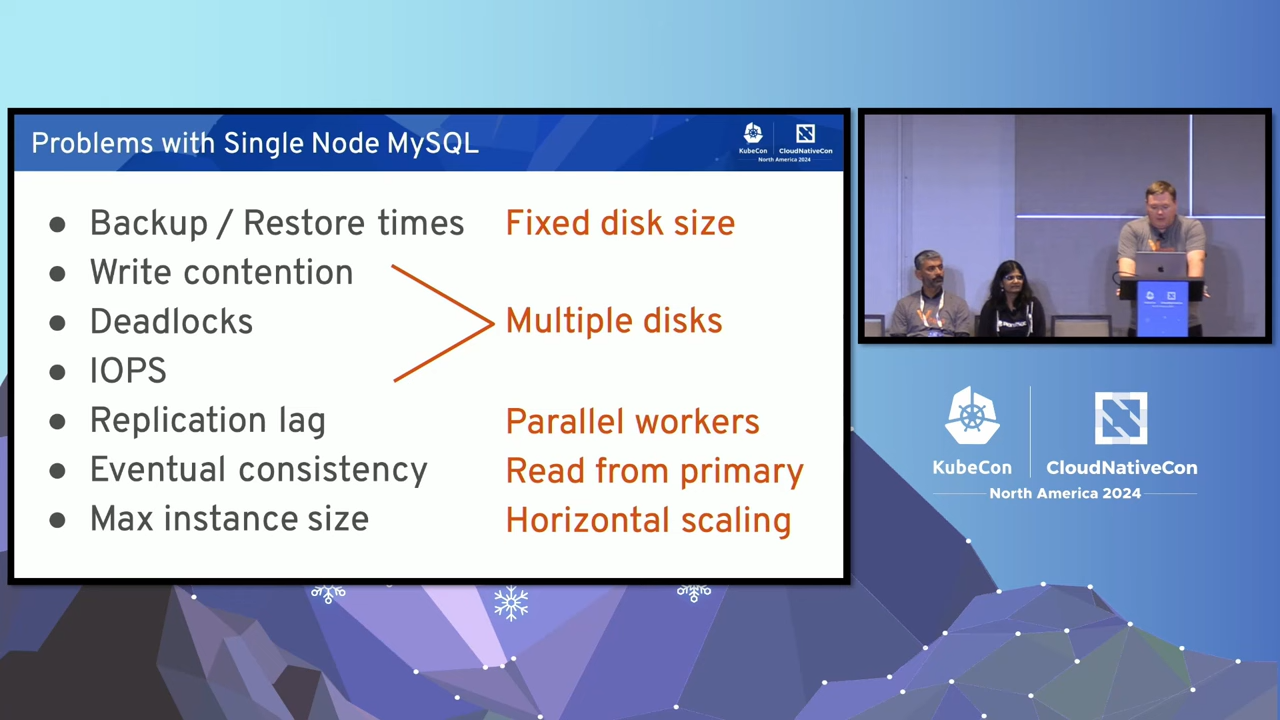 Problems with Single Node MySQL
KubeCon
CloudNativeCon
North America 2024
● Backup / Restore times
Fixed disk size
● Write contention
● Deadlocks
Multiple disks
● IOPS
● Replication lag
Parallel workers
● Eventual consistency
Read from primary
● Max instance size
Horizontal scaling
KubeCon
CloudNativeCon
North America 2024